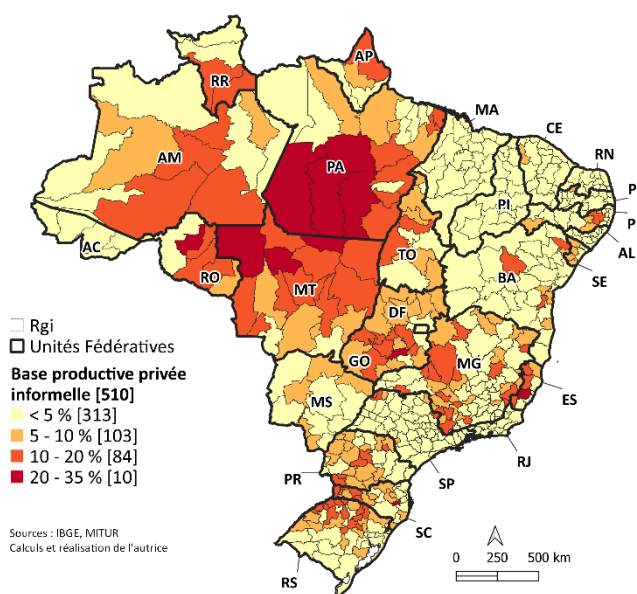 AP
RR
MA
CE
AM
PA
RN
P
PI
P
AC
TO
AL
RO
BA
SE
MT
DF
Rgi
Unités Fédératives
GO
MG
Base productive privée
informelle [510]
ES
< 5 % [313]
MS
5 - 10 % [103]
10 - 20 % [84]
RJ
20 - 35 % [10]
PR
SP
SC
Sources : IBGE, MITUR
Calculs et réalisation de l'autrice
0 250 500 km
RS